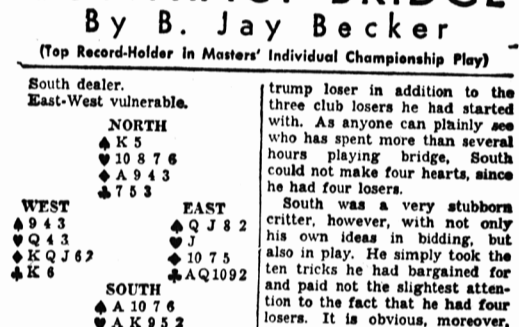 By B. Jay Becker
(Top Record-Holder in Masters' Individual Championship Play)
South dealer.
East-West vulnerable.
NORTH
♠ K 5
♥ 10 8 7 6
♦ A 9 4 3
♣ 7 5 3
WEST
♠ 9 4 3
♥ Q 4 3
♦ K Q J 6 2
♣ K 6
EAST
♠ Q J 8 2
♥ J
♦ 10 7 5
♣ A Q 10 9 2
SOUTH
♠ A 10 7 6
♥ A K 9 5 2
trump loser in addition to the
three club losers he had started
with. As anyone can plainly see
who has spent more than several
hours playing bridge, South
could not make four hearts, since
he had four losers.
South was a very stubborn
critter, however, with not only
his own ideas in bidding, but
also in play. He simply took the
ten tricks he had bargained for
and paid not the slightest atten-
tion to the fact that he had four
losers. It is obvious, moreover,